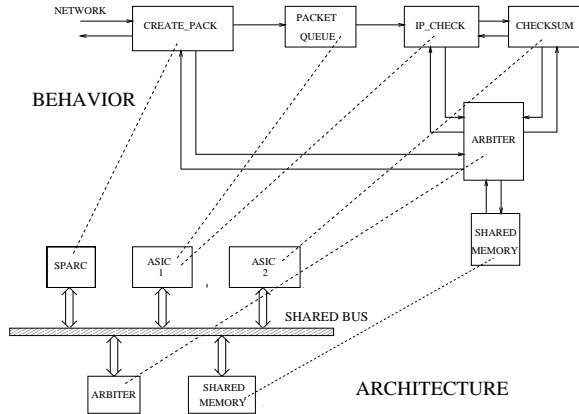 NETWORK
CREATE_PACK
PACKET
QUEUE
IP_CHECK
CHECKSUM
BEHAVIOR
ARBITER
SHARED
MEMORY
SPARC
ASIC
1
ASIC
2
SHARED BUS
ARBITER
SHARED
MEMORY
ARCHITECTURE